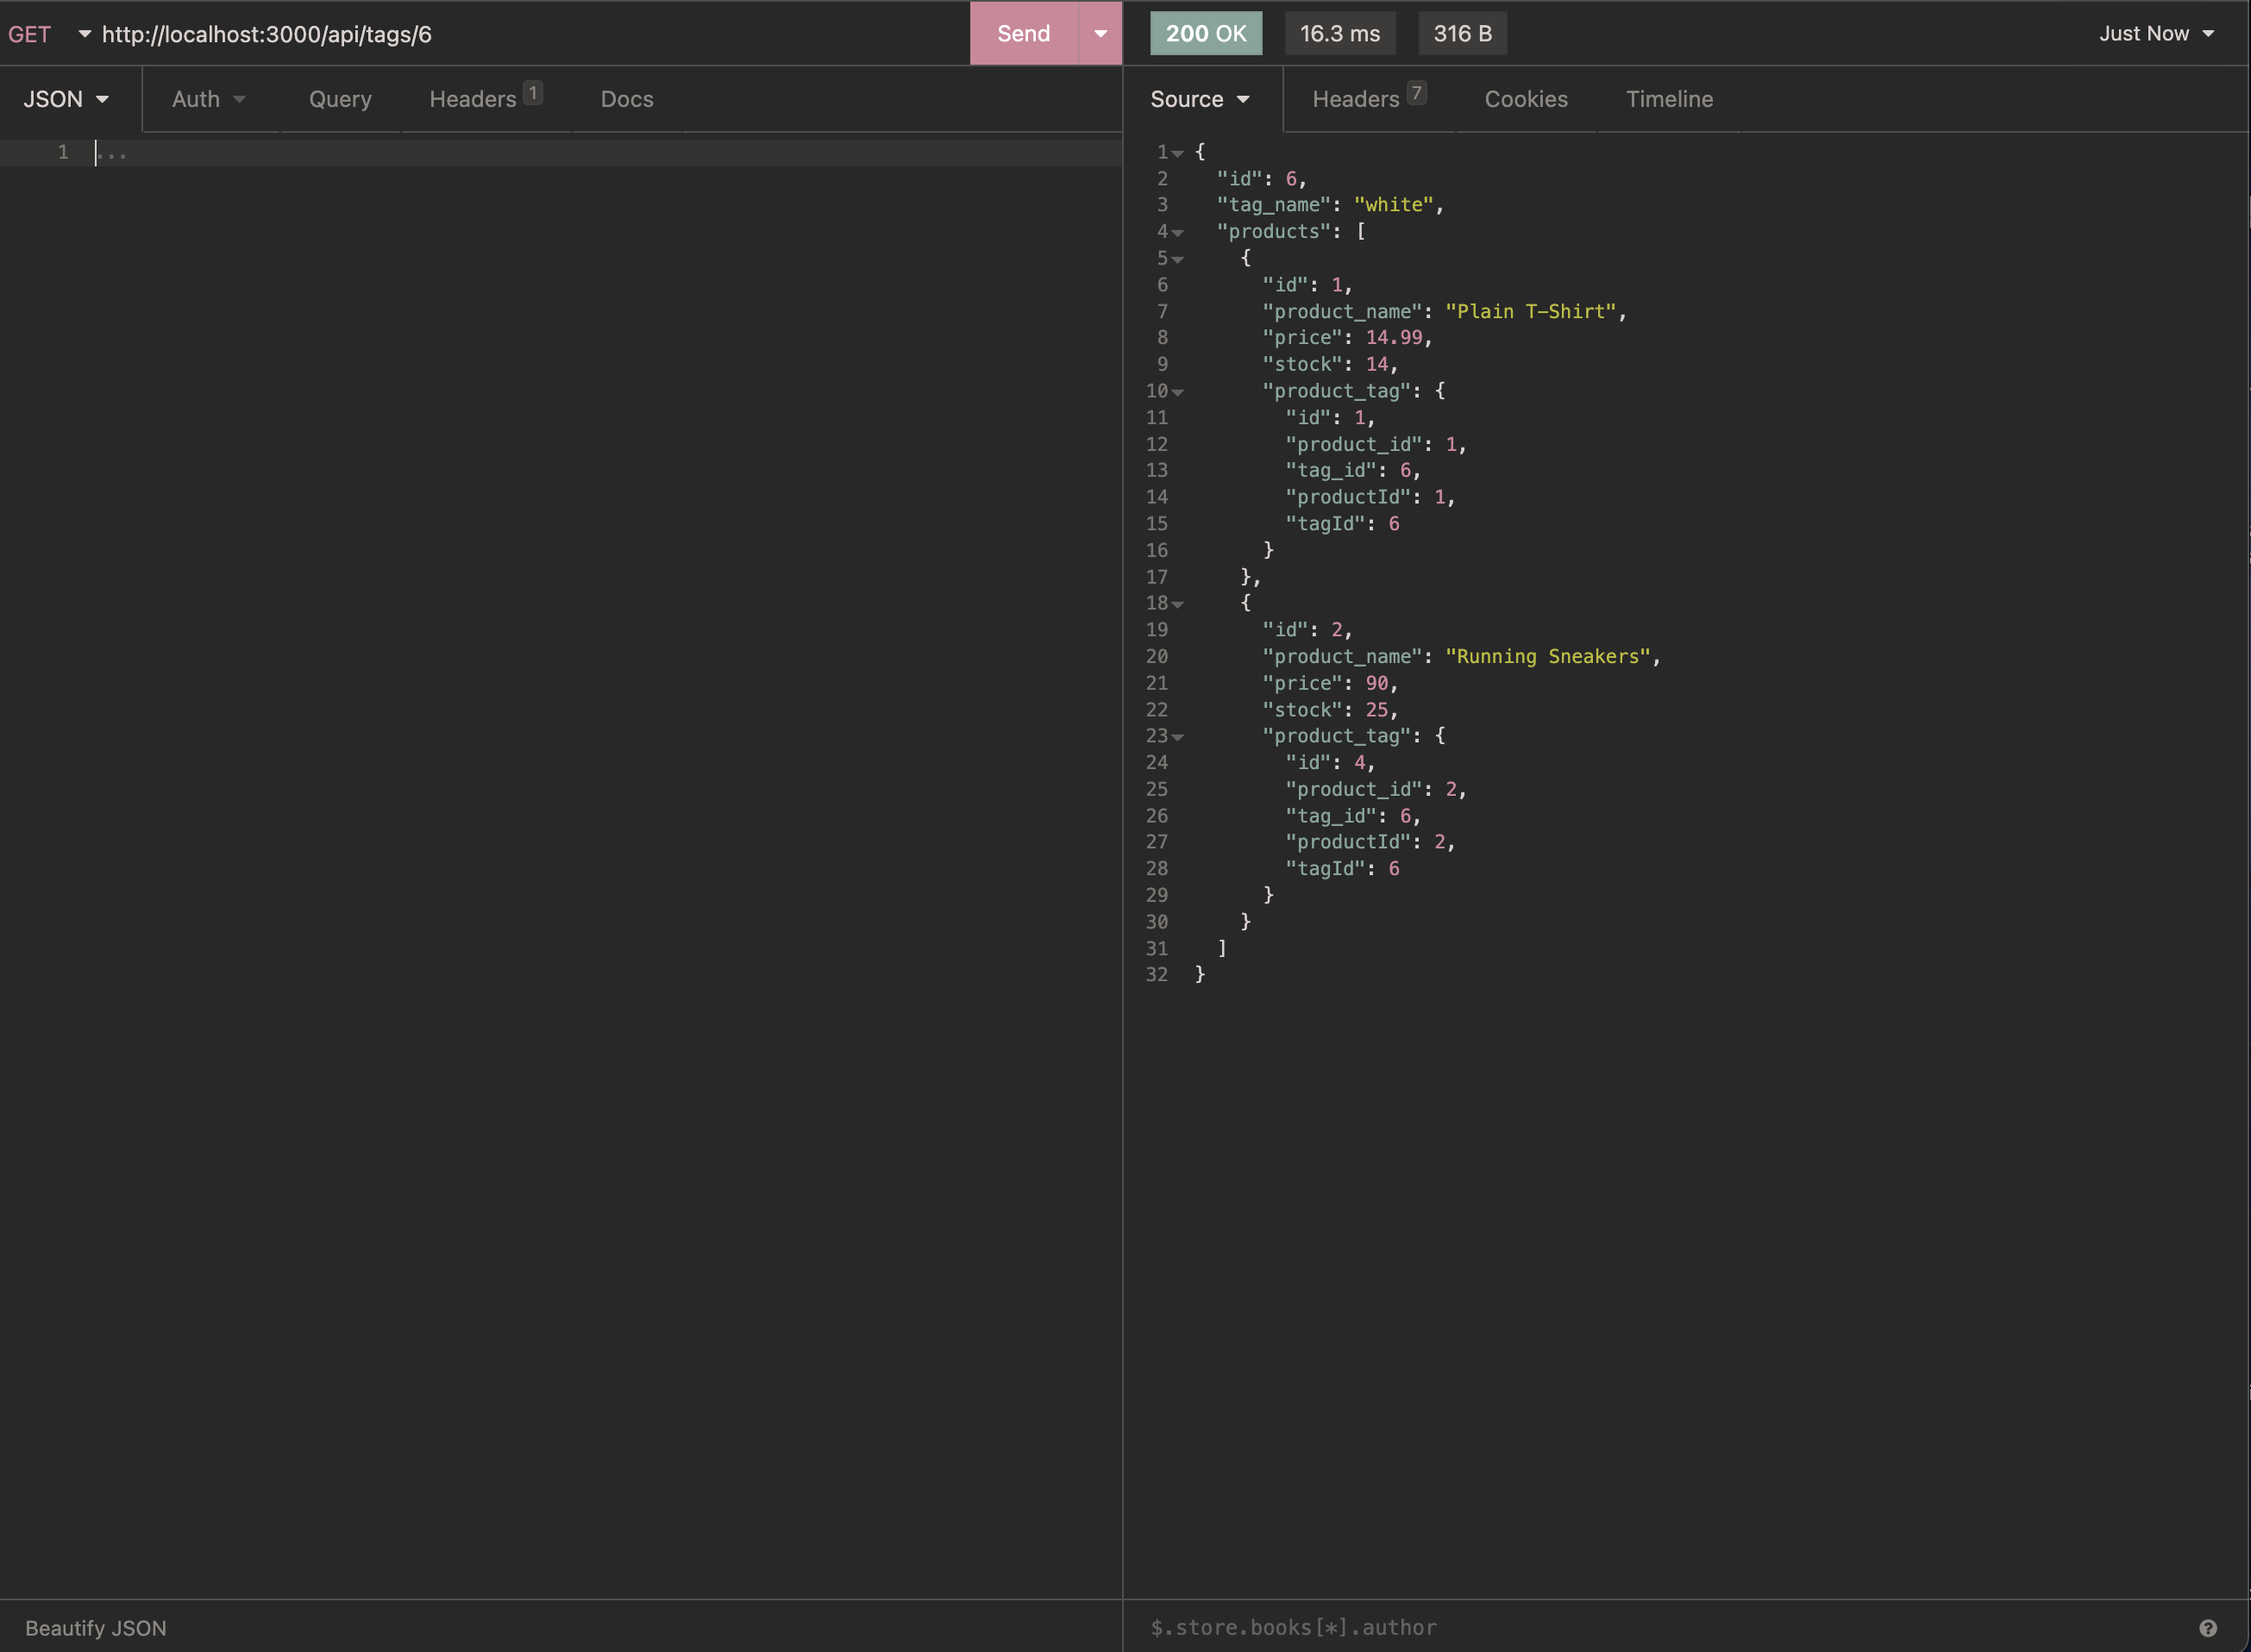 GET http://localhost:3000/api/tags/6 Send
200 OK 16.3 ms 316 B Just Now
JSON Auth Query Headers 1 Docs
Source Headers 7 Cookies Timeline
1 ...
1 {
2 "id": 6,
3 "tag_name": "white",
4 "products": [
5 {
6 "id": 1,
7 "product_name": "Plain T-Shirt",
8 "price": 14.99,
9 "stock": 14,
10 "product_tag": {
11 "id": 1,
12 "product_id": 1,
13 "tag_id": 6,
14 "productId": 1,
15 "tagId": 6
16 }
17 },
18 {
19 "id": 2,
20 "product_name": "Running Sneakers",
21 "price": 90,
22 "stock": 25,
23 "product_tag": {
24 "id": 4,
25 "product_id": 2,
26 "tag_id": 6,
27 "productId": 2,
28 "tagId": 6
29 }
30 }
31 ]
32 }
Beautify JSON
$.store.books[*].author ?